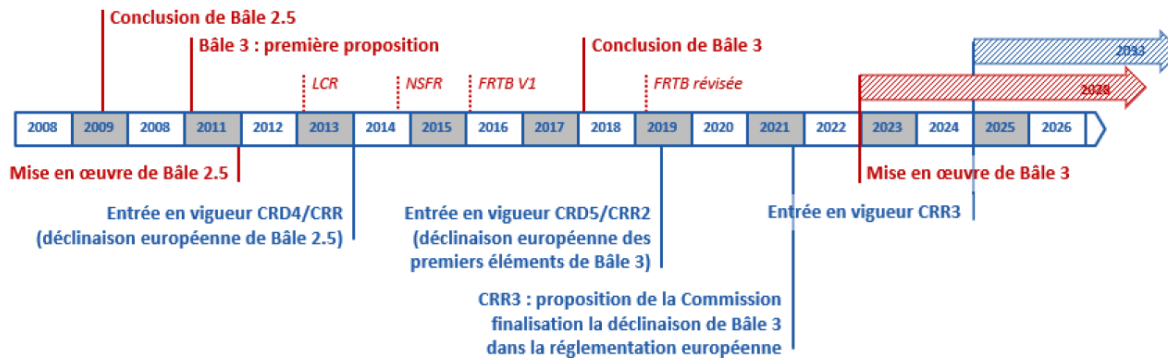 Conclusion de Bâle 2.5
Bâle 3 : première proposition
Conclusion de Bâle 3
2033
LCR
NSFR
FRTB V1
FRTB révisée
2028
2008 2009 2008 2011 2012 2013 2014 2015 2016 2017 2018 2019 2020 2021 2022 2023 2024 2025 2026
Mise en œuvre de Bâle 2.5
Mise en œuvre de Bâle 3
Entrée en vigueur CRD4/CRR
(déclinaison européenne de Bâle 2.5)
Entrée en vigueur CRD5/CRR2
(déclinaison européenne des
premiers éléments de Bâle 3)
Entrée en vigueur CRR3
CRR3 : proposition de la Commission
finalisation la déclinaison de Bâle 3
dans la réglementation européenne